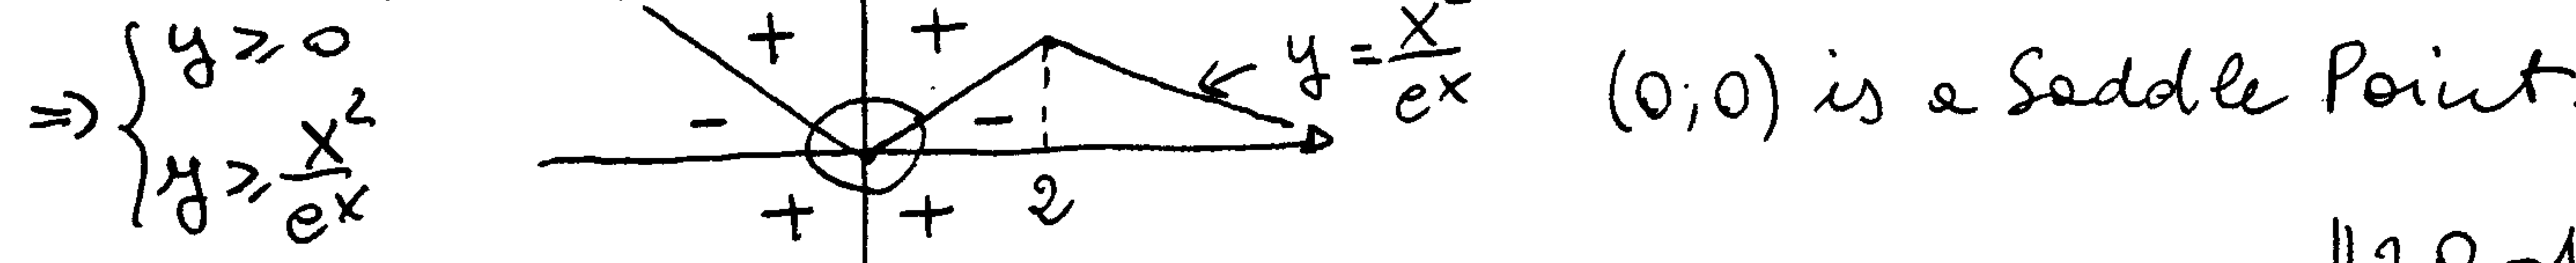 ⇒ { y ≥ 0
y ≥ x²/eˣ
+ +
- -
+ + 2
y = x²/eˣ
(0;0) is a Saddle Point.